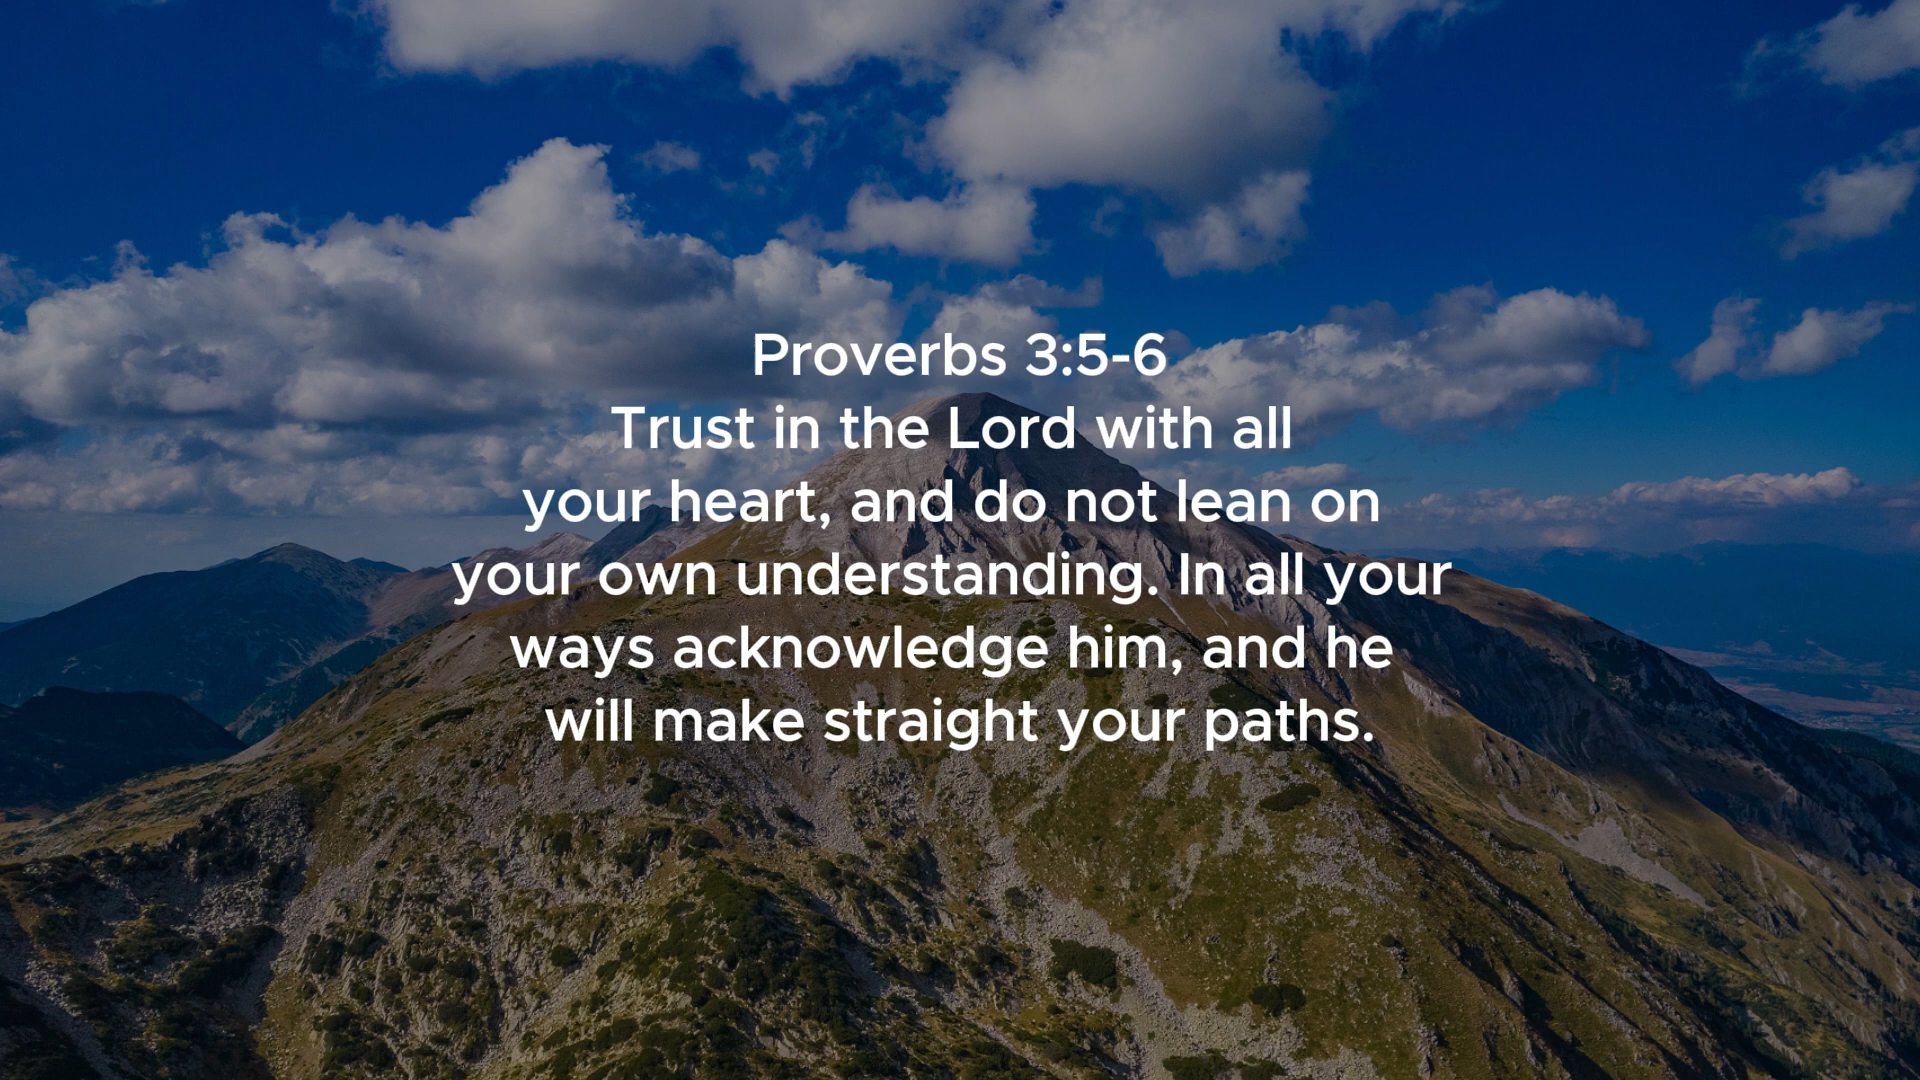 Proverbs 3:5-6
Trust in the Lord with all
your heart, and do not lean on
your own understanding. In all your
ways acknowledge him, and he
will make straight your paths.